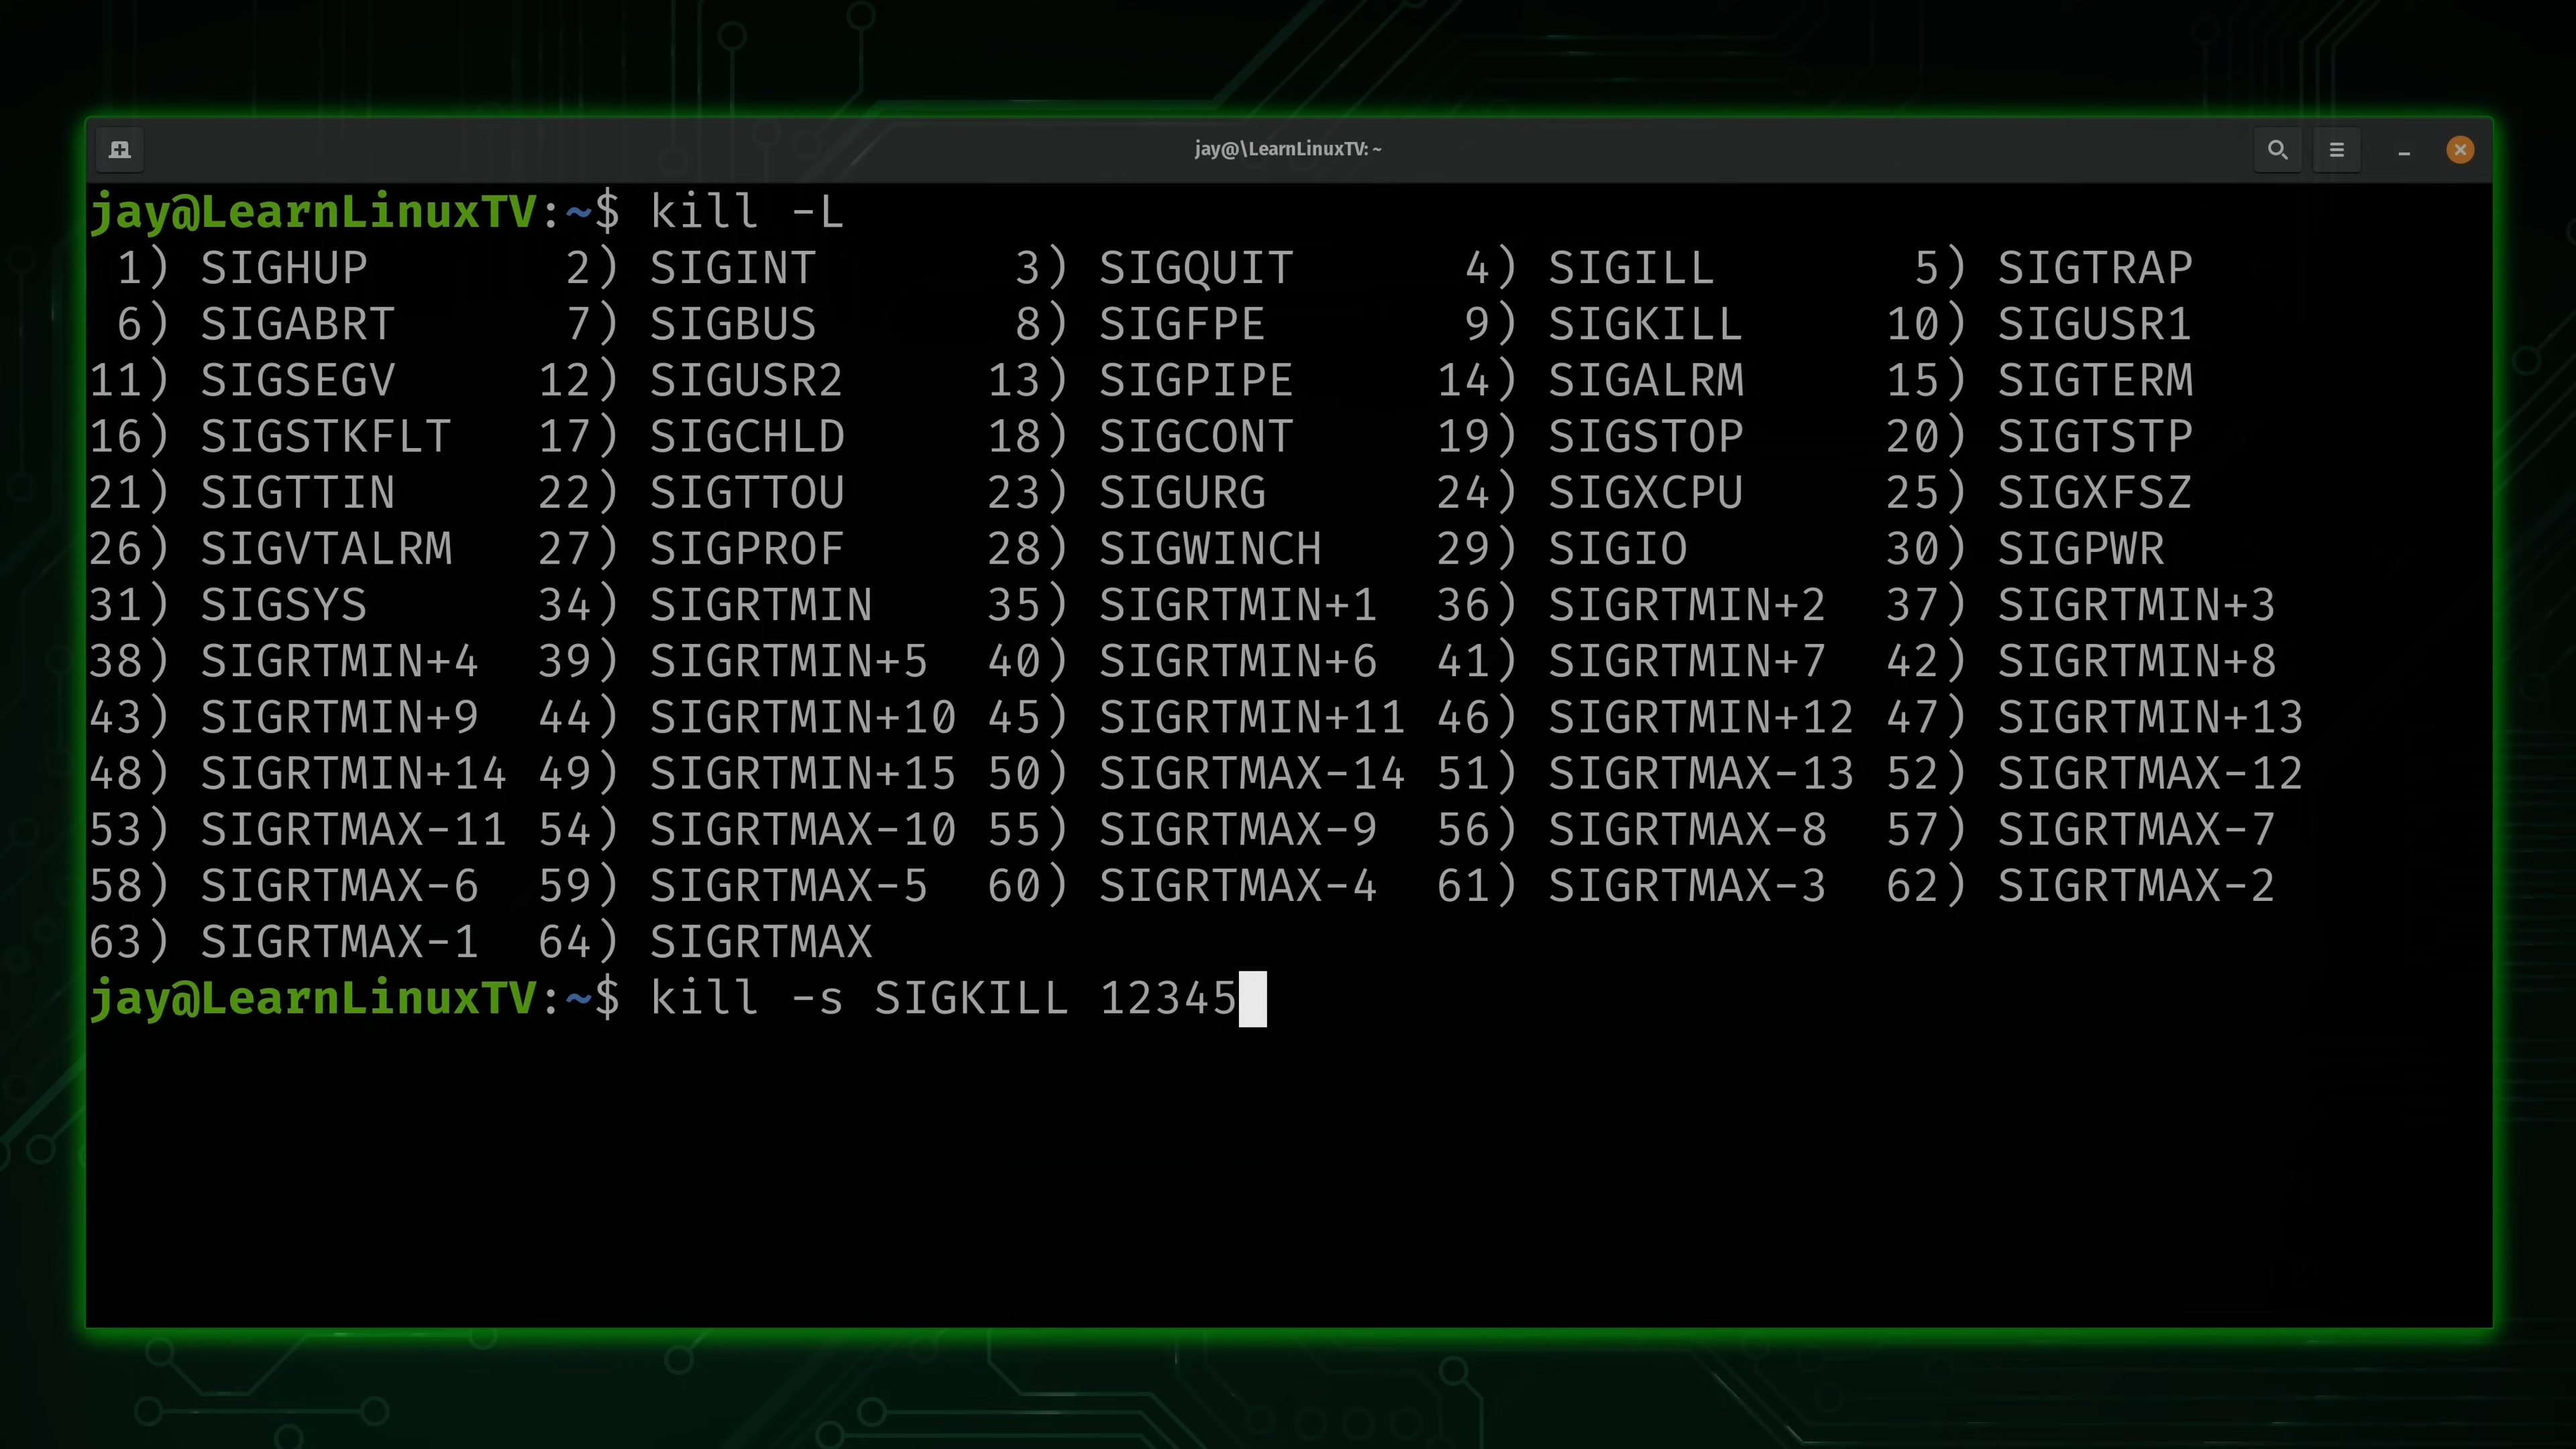 jay@\LearnLinuxTV: ~
jay@LearnLinuxTV:~$ kill -L
 1) SIGHUP       2) SIGINT       3) SIGQUIT      4) SIGILL       5) SIGTRAP
 6) SIGABRT      7) SIGBUS       8) SIGFPE       9) SIGKILL     10) SIGUSR1
11) SIGSEGV     12) SIGUSR2     13) SIGPIPE     14) SIGALRM     15) SIGTERM
16) SIGSTKFLT   17) SIGCHLD     18) SIGCONT     19) SIGSTOP     20) SIGTSTP
21) SIGTTIN     22) SIGTTOU     23) SIGURG      24) SIGXCPU     25) SIGXFSZ
26) SIGVTALRM   27) SIGPROF     28) SIGWINCH    29) SIGIO       30) SIGPWR
31) SIGSYS      34) SIGRTMIN    35) SIGRTMIN+1  36) SIGRTMIN+2  37) SIGRTMIN+3
38) SIGRTMIN+4  39) SIGRTMIN+5  40) SIGRTMIN+6  41) SIGRTMIN+7  42) SIGRTMIN+8
43) SIGRTMIN+9  44) SIGRTMIN+10 45) SIGRTMIN+11 46) SIGRTMIN+12 47) SIGRTMIN+13
48) SIGRTMIN+14 49) SIGRTMIN+15 50) SIGRTMAX-14 51) SIGRTMAX-13 52) SIGRTMAX-12
53) SIGRTMAX-11 54) SIGRTMAX-10 55) SIGRTMAX-9  56) SIGRTMAX-8  57) SIGRTMAX-7
58) SIGRTMAX-6  59) SIGRTMAX-5  60) SIGRTMAX-4  61) SIGRTMAX-3  62) SIGRTMAX-2
63) SIGRTMAX-1  64) SIGRTMAX
jay@LearnLinuxTV:~$ kill -s SIGKILL 12345